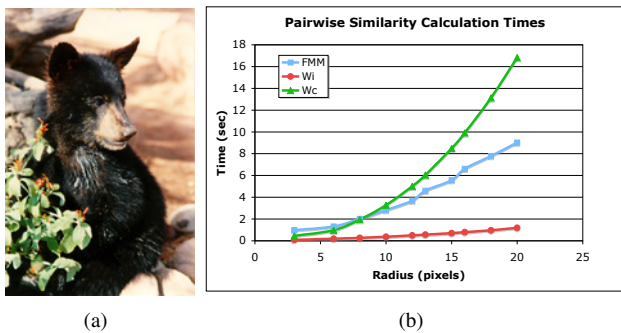 Pairwise Similarity Calculation Times
18
16
14
12
10
8
6
4
2
0
Time (sec)
FMM
Wi
Wc
0 5 10 15 20 25
Radius (pixels)
(a) (b)